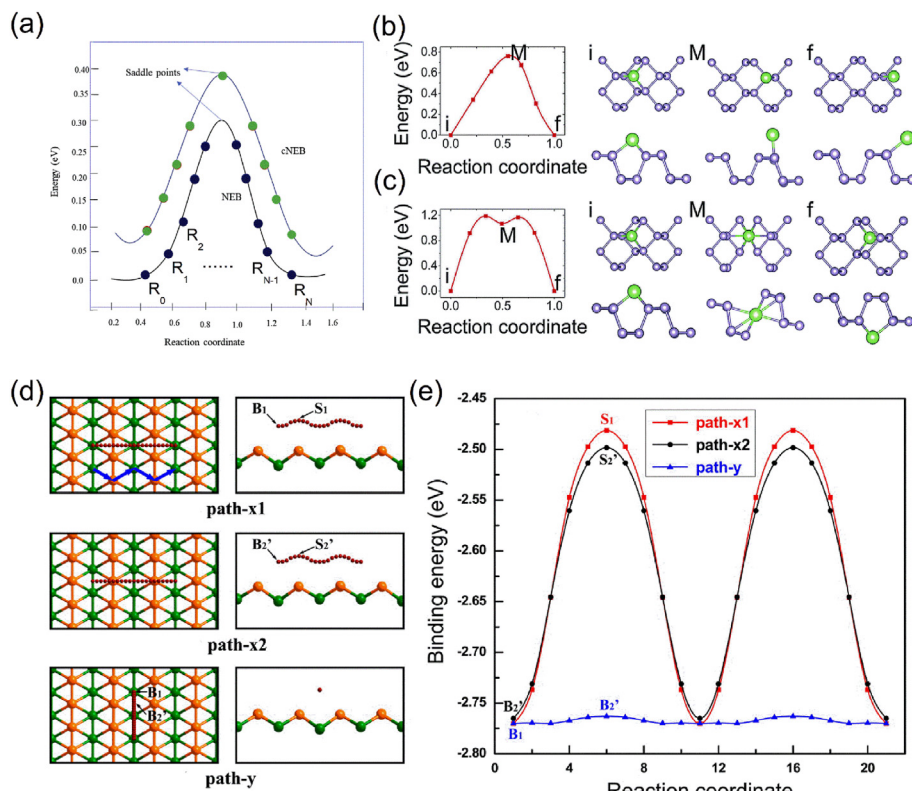 (a)
0.40
0.35
0.30
0.25
0.20
0.15
0.10
0.05
0.0
Energy (eV)
Saddle points
cNEB
NEB
R0
R1
R2
......
RN-1
RN
0.2 0.4 0.6 0.8 1.0 1.2 1.4 1.6
Reaction coordinate
(b)
Energy (eV)
0.8
0.6
0.4
0.2
0.0
i
M
f
0.0 0.5 1.0
Reaction coordinate
i M f
(c)
Energy (eV)
1.2
0.8
0.4
0.0
i
M
f
0.0 0.5 1.0
Reaction coordinate
i M f
(d)
B1 S1
path-x1
B2' S2'
path-x2
B1
B2'
path-y
(e)
Binding energy (eV)
-2.45
-2.50
-2.55
-2.60
-2.65
-2.70
-2.75
-2.80
S1
S2'
path-x1
path-x2
path-y
B2'
B1
B2'
0 4 8 12 16 20
Reaction coordinate